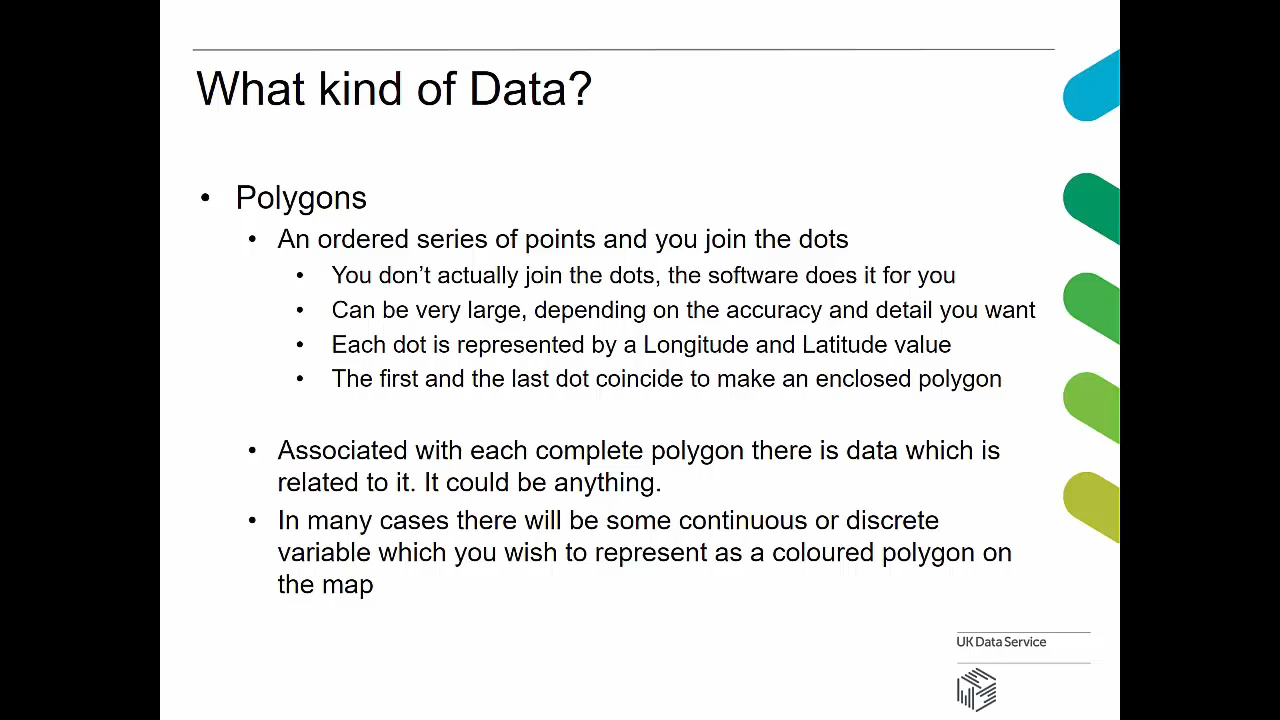 What kind of Data?
• Polygons
• An ordered series of points and you join the dots
• You don’t actually join the dots, the software does it for you
• Can be very large, depending on the accuracy and detail you want
• Each dot is represented by a Longitude and Latitude value
• The first and the last dot coincide to make an enclosed polygon
• Associated with each complete polygon there is data which is
related to it. It could be anything.
• In many cases there will be some continuous or discrete
variable which you wish to represent as a coloured polygon on
the map
UK Data Service